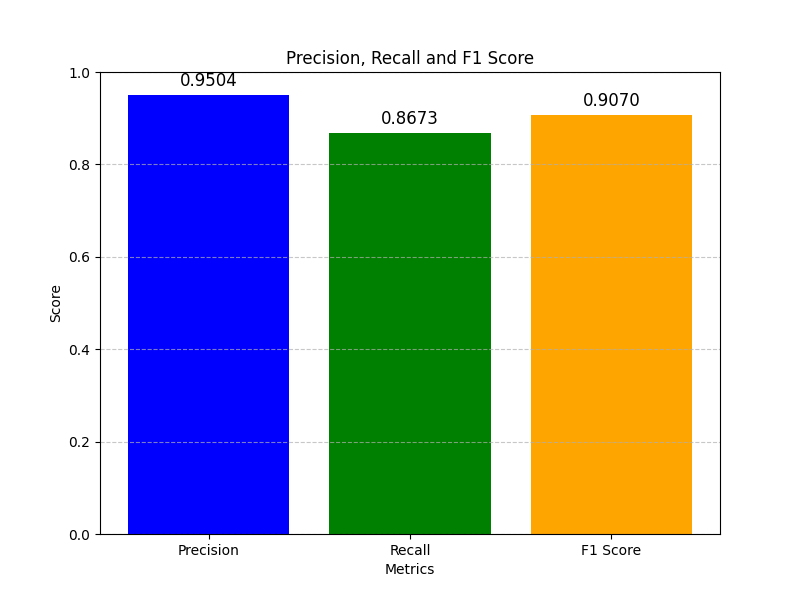 Precision, Recall and F1 Score
1.0
0.9504
0.9070
0.8673
0.8
0.6
Score
0.4
0.2
0.0
Precision Recall F1 Score
Metrics